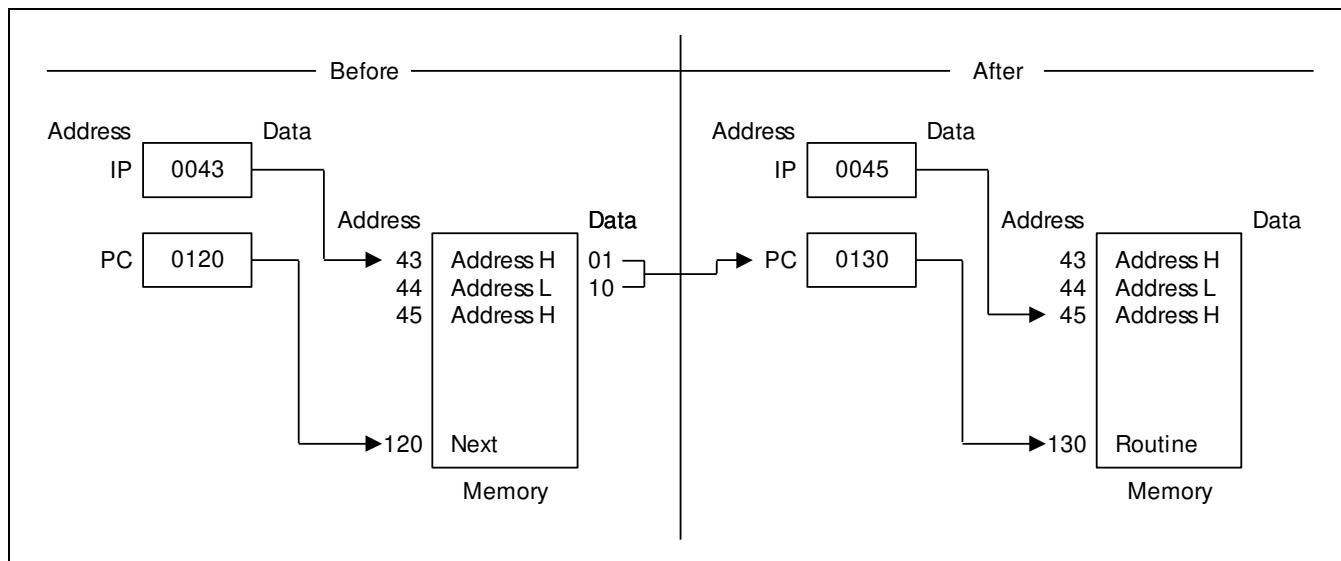 Before
Address Data
IP 0043
Address Data
PC 0120
43 Address H 01
44 Address L 10
45 Address H
120 Next
Memory
After
Address Data
IP 0045
Address Data
PC 0130
43 Address H
44 Address L
45 Address H
130 Routine
Memory